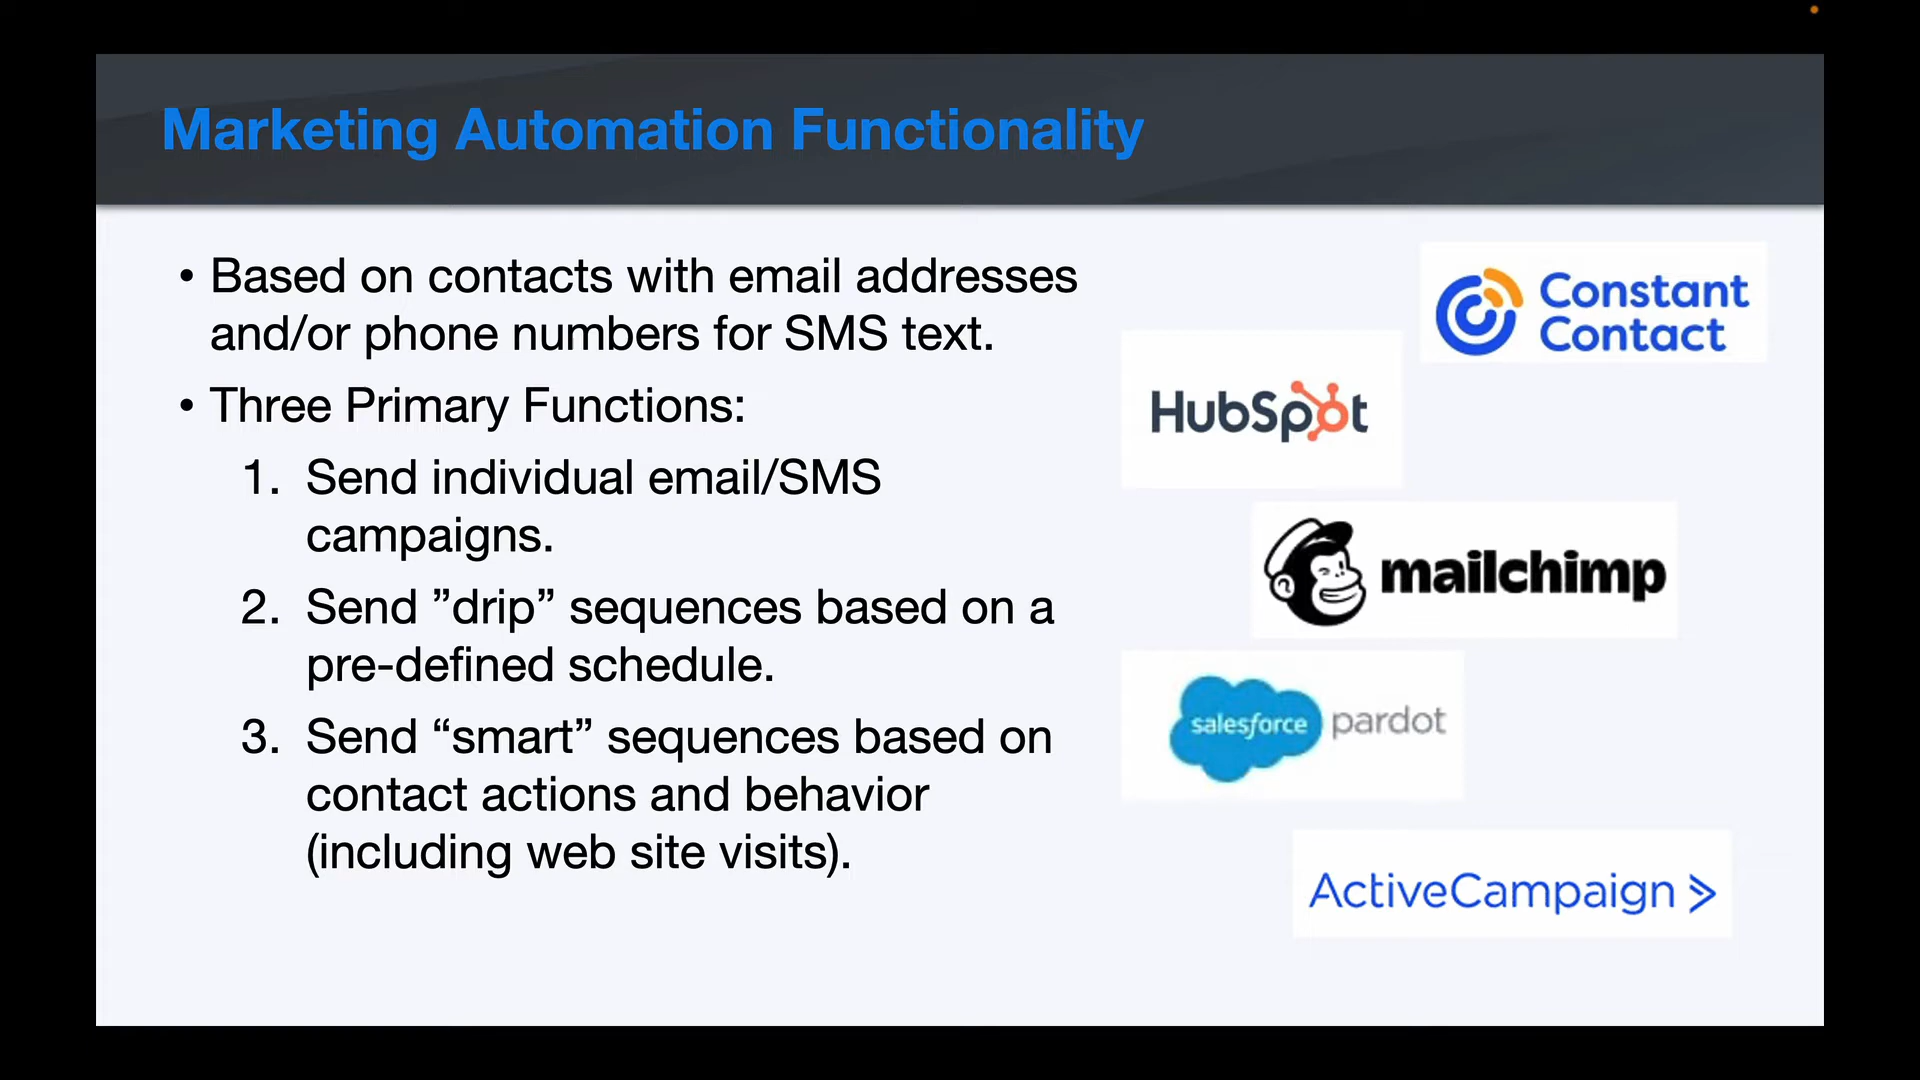 Marketing Automation Functionality
• Based on contacts with email addresses
and/or phone numbers for SMS text.
• Three Primary Functions:
1. Send individual email/SMS
campaigns.
2. Send ”drip” sequences based on a
pre-defined schedule.
3. Send “smart” sequences based on
contact actions and behavior
(including web site visits).
Constant
Contact
HubSpot
mailchimp
salesforce pardot
ActiveCampaign